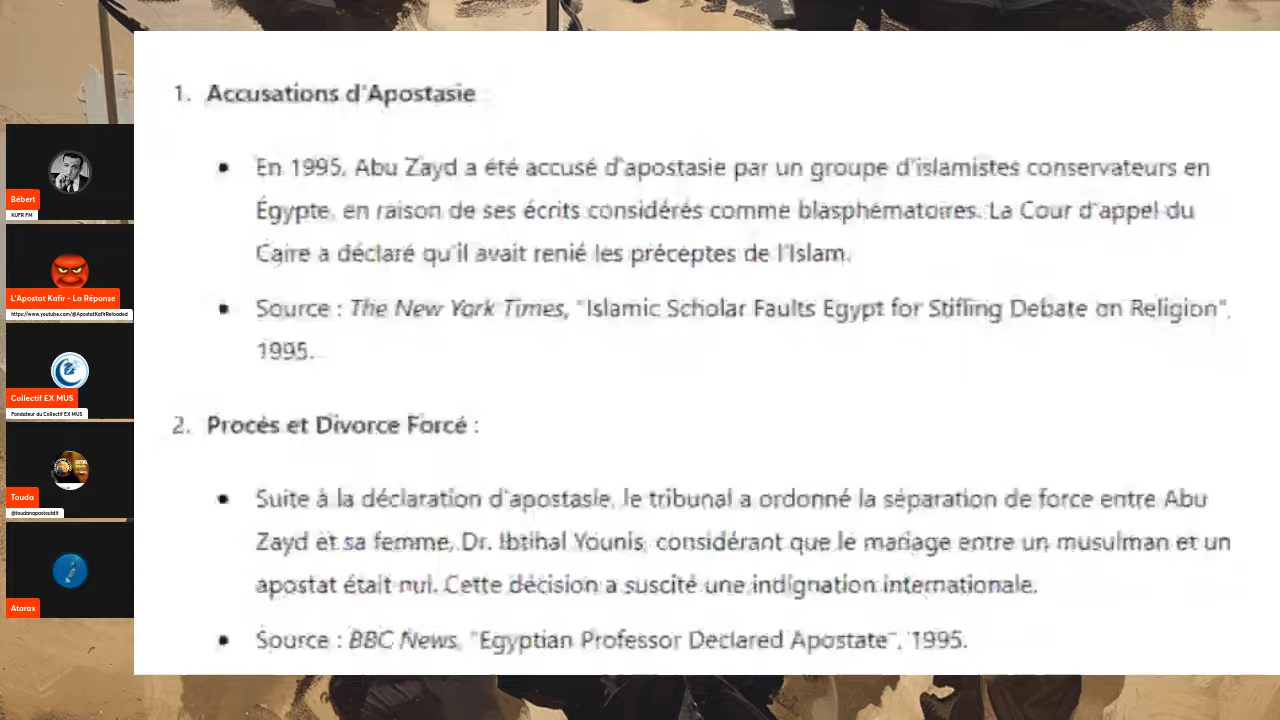 1. Accusations d'Apostasie
• En 1995, Abu Zayd a été accusé d'apostasie par un groupe d'islamistes conservateurs en
Égypte, en raison de ses écrits considérés comme blasphématoires. La Cour d'appel du
Caire a déclaré qu'il avait renié les préceptes de l'Islam.
• Source : The New York Times, "Islamic Scholar Faults Egypt for Stifling Debate on Religion",
1995.
2. Procès et Divorce Forcé :
• Suite à la déclaration d'apostasie, le tribunal a ordonné la séparation de force entre Abu
Zayd et sa femme, Dr. Ibtihal Younis, considérant que le mariage entre un musulman et un
apostat était nul. Cette décision a suscité une indignation internationale.
• Source : BBC News, "Egyptian Professor Declared Apostate", 1995.
Bébert
KUFR FM
L'Apostat Kafir - La Réponse
https://www.youtube.com/@ApostatKafirReloaded
Collectif EX MUS
Fondateur du Collectif EX MUS
Touda
Atarax